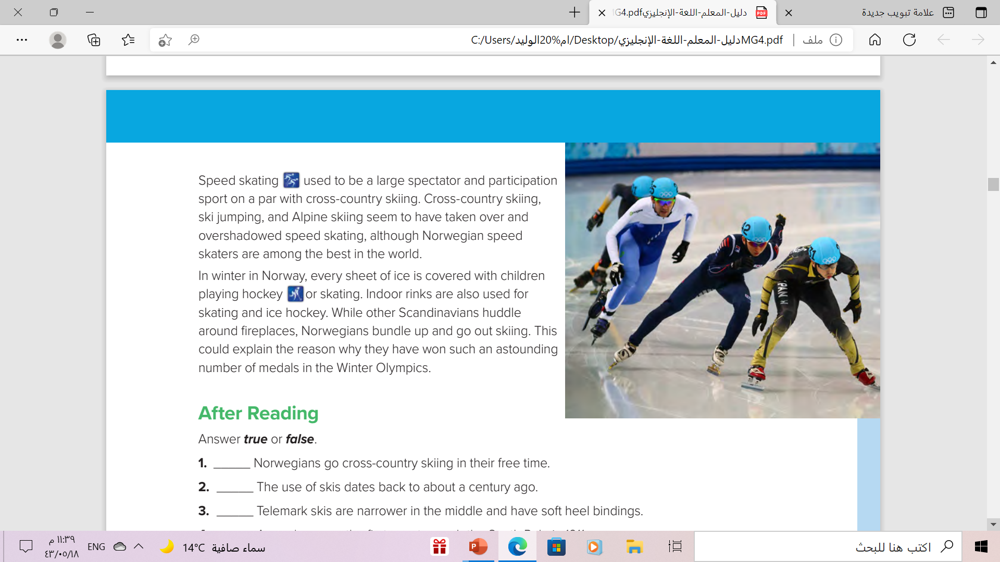 دليل-المعلم-اللغة-الإنجليزيMG4.pdf
علامة تبويب جديدة
C:/Users/ام%20الوليد/Desktop/دليل-المعلم-اللغة-الإنجليزيMG4.pdf
ملف
Speed skating used to be a large spectator and participation
sport on a par with cross-country skiing. Cross-country skiing,
ski jumping, and Alpine skiing seem to have taken over and
overshadowed speed skating, although Norwegian speed
skaters are among the best in the world.
In winter in Norway, every sheet of ice is covered with children
playing hockey or skating. Indoor rinks are also used for
skating and ice hockey. While other Scandinavians huddle
around fireplaces, Norwegians bundle up and go out skiing. This
could explain the reason why they have won such an astounding
number of medals in the Winter Olympics.
After Reading
Answer true or false.
1. _____ Norwegians go cross-country skiing in their free time.
2. _____ The use of skis dates back to about a century ago.
3. _____ Telemark skis are narrower in the middle and have soft heel bindings.
١١:٣٩ م
٤٣/٠٥/١٨
ENG
14°C سماء صافية
اكتب هنا للبحث